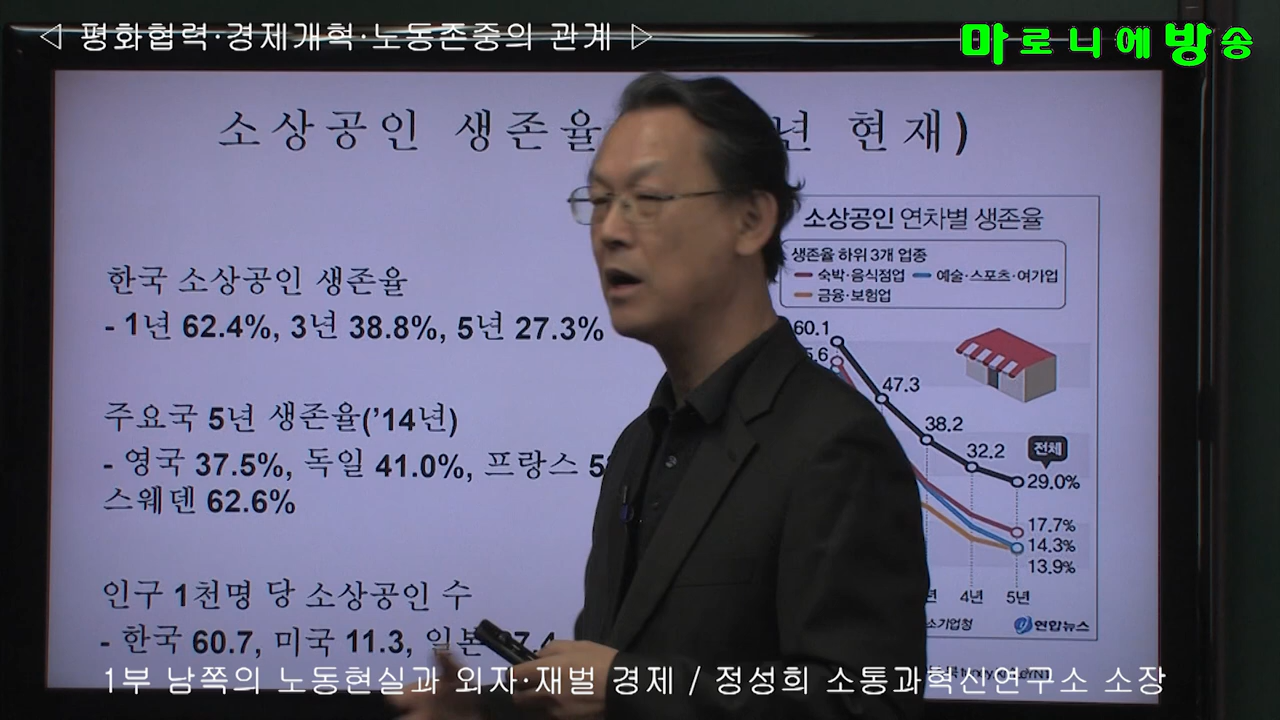 ◁ 평화협력·경제개혁·노동존중의 관계 ▷
마로니에방송
소상공인 생존율 년 현재)
한국 소상공인 생존율
- 1년 62.4%, 3년 38.8%, 5년 27.3%
주요국 5년 생존율('14년)
- 영국 37.5%, 독일 41.0%, 프랑스
스웨덴 62.6%
인구 1천명 당 소상공인 수
- 한국 60.7, 미국 11.3, 일본
소상공인 연차별 생존율
생존율 하위 3개 업종
숙박·음식점업 예술·스포츠·여가업
금융·보험업
60.1
47.3
38.2
32.2
전체
29.0%
17.7%
14.3%
13.9%
4년 5년
연합뉴스
1부 남쪽의 노동현실과 외자·재벌 경제 / 정성희 소통과혁신연구소 소장